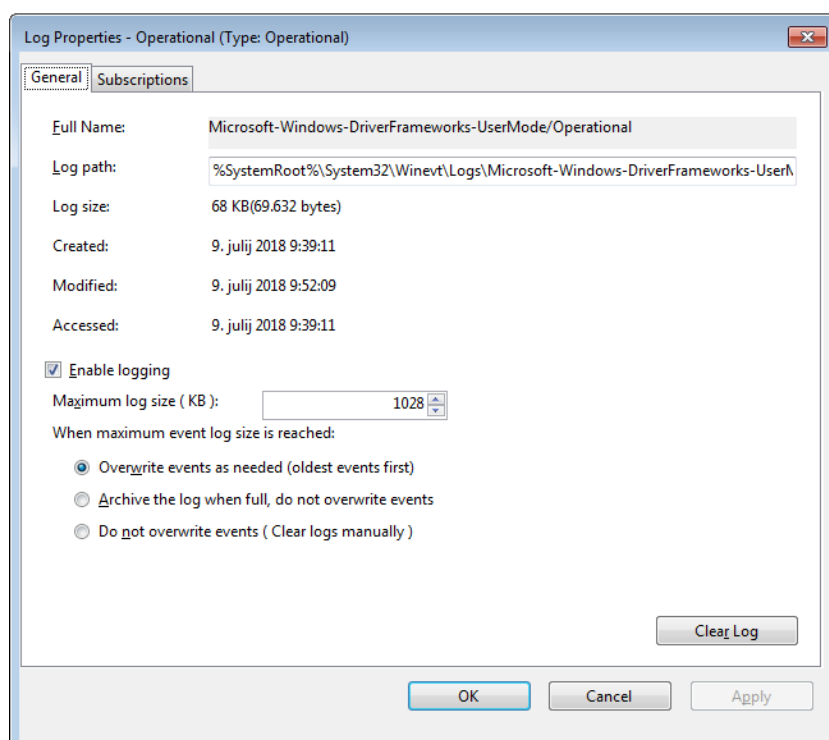 Log Properties - Operational (Type: Operational)
General Subscriptions
Full Name: Microsoft-Windows-DriverFrameworks-UserMode/Operational
Log path: %SystemRoot%\System32\Winevt\Logs\Microsoft-Windows-DriverFrameworks-UserM
Log size: 68 KB(69.632 bytes)
Created: 9. julij 2018 9:39:11
Modified: 9. julij 2018 9:52:09
Accessed: 9. julij 2018 9:39:11
Enable logging
Maximum log size ( KB ): 1028
When maximum event log size is reached:
Overwrite events as needed (oldest events first)
Archive the log when full, do not overwrite events
Do not overwrite events ( Clear logs manually )
Clear Log
OK Cancel Apply